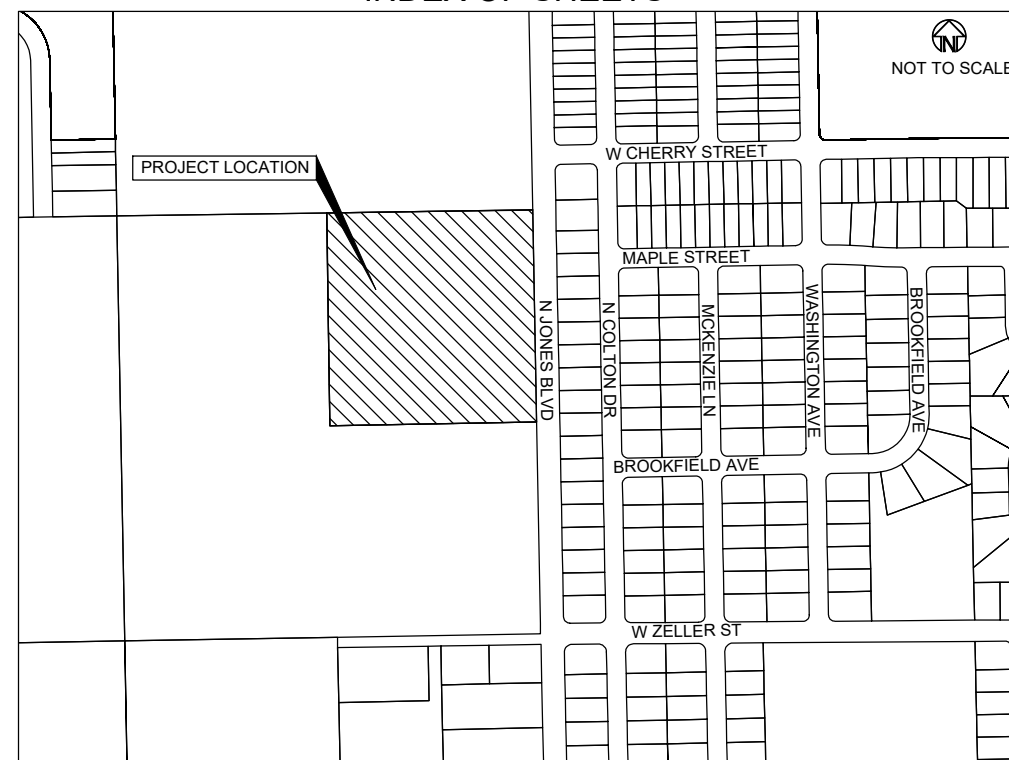 N
NOT TO SCALE
W CHERRY STREET
PROJECT LOCATION
MAPLE STREET
N JONES BLVD
N COLTON DR
MCKENZIE LN
WASHINGTON AVE
BROOKFIELD AVE
BROOKFIELD AVE
W ZELLER ST